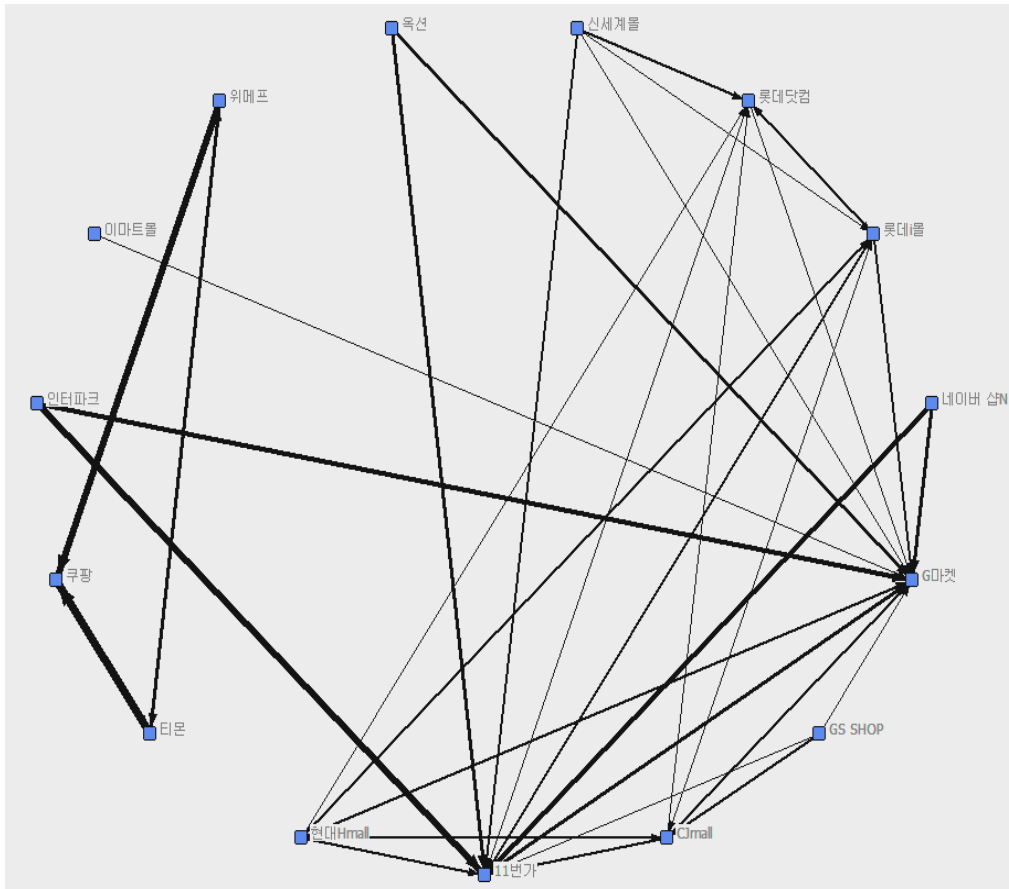 옥션
신세계몰
위메프
롯데닷컴
이마트몰
롯데i몰
인터파크
네이버 샵N
쿠팡
G마켓
티몬
GS SHOP
현대Hmall
CJmall
11번가